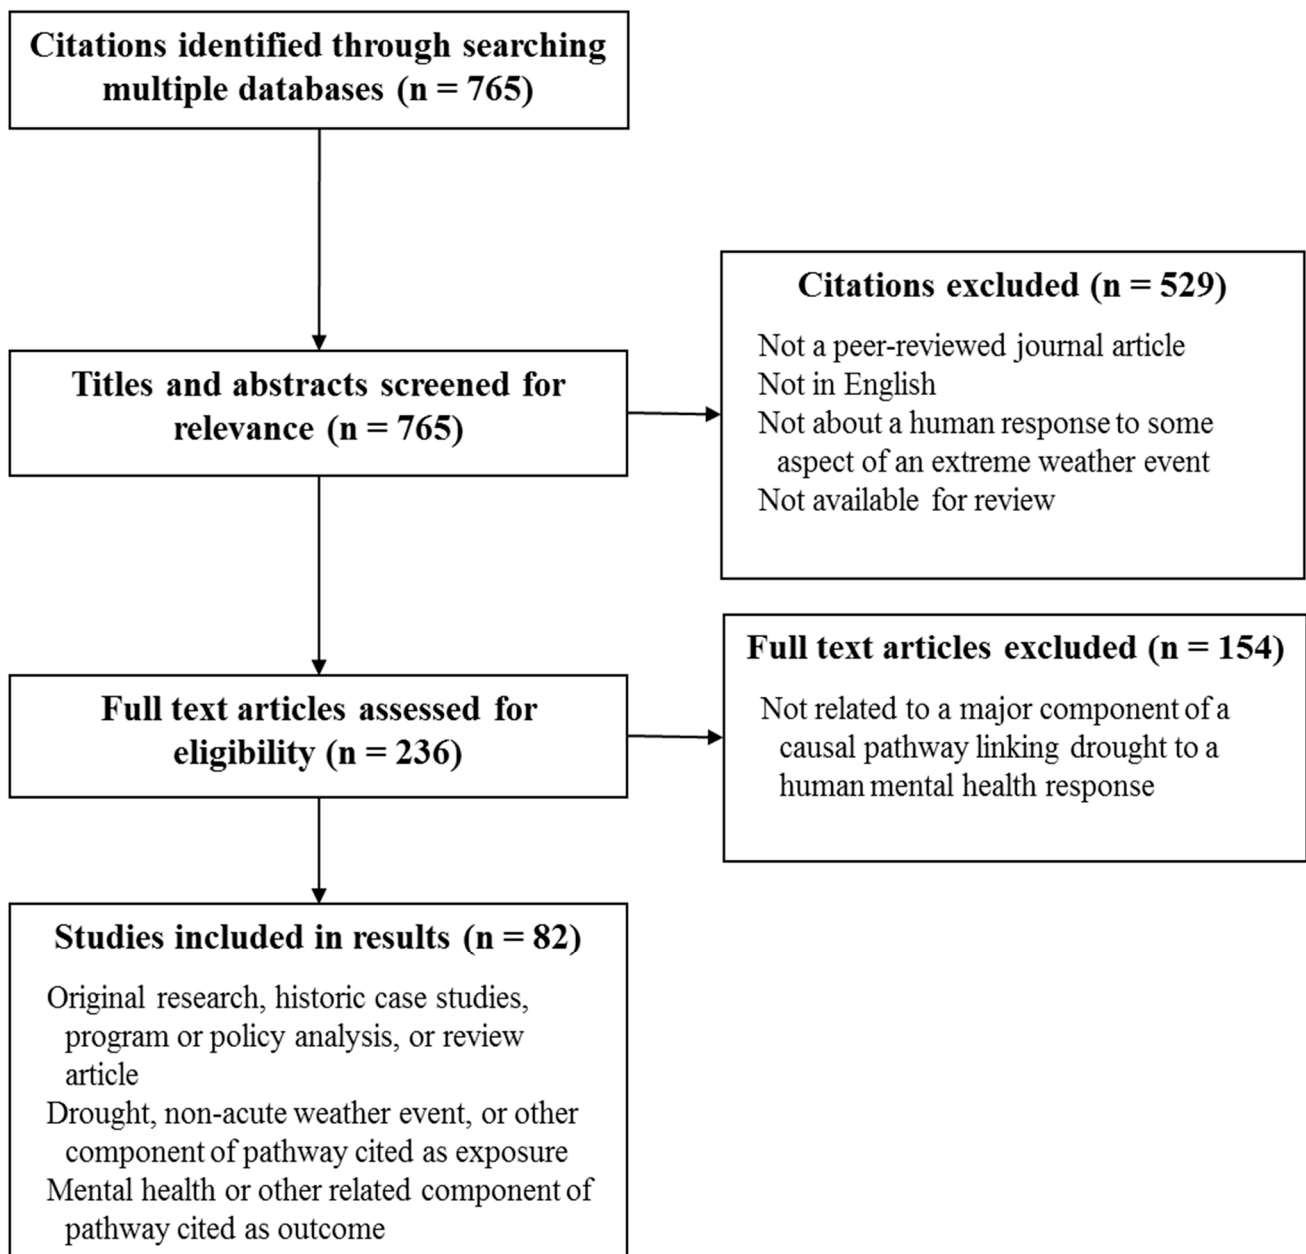 Citations identified through searching
multiple databases (n = 765)
Titles and abstracts screened for
relevance (n = 765)
Citations excluded (n = 529)
Not a peer-reviewed journal article
Not in English
Not about a human response to some
aspect of an extreme weather event
Not available for review
Full text articles assessed for
eligibility (n = 236)
Full text articles excluded (n = 154)
Not related to a major component of a
causal pathway linking drought to a
human mental health response
Studies included in results (n = 82)
Original research, historic case studies,
program or policy analysis, or review
article
Drought, non-acute weather event, or other
component of pathway cited as exposure
Mental health or other related component of
pathway cited as outcome